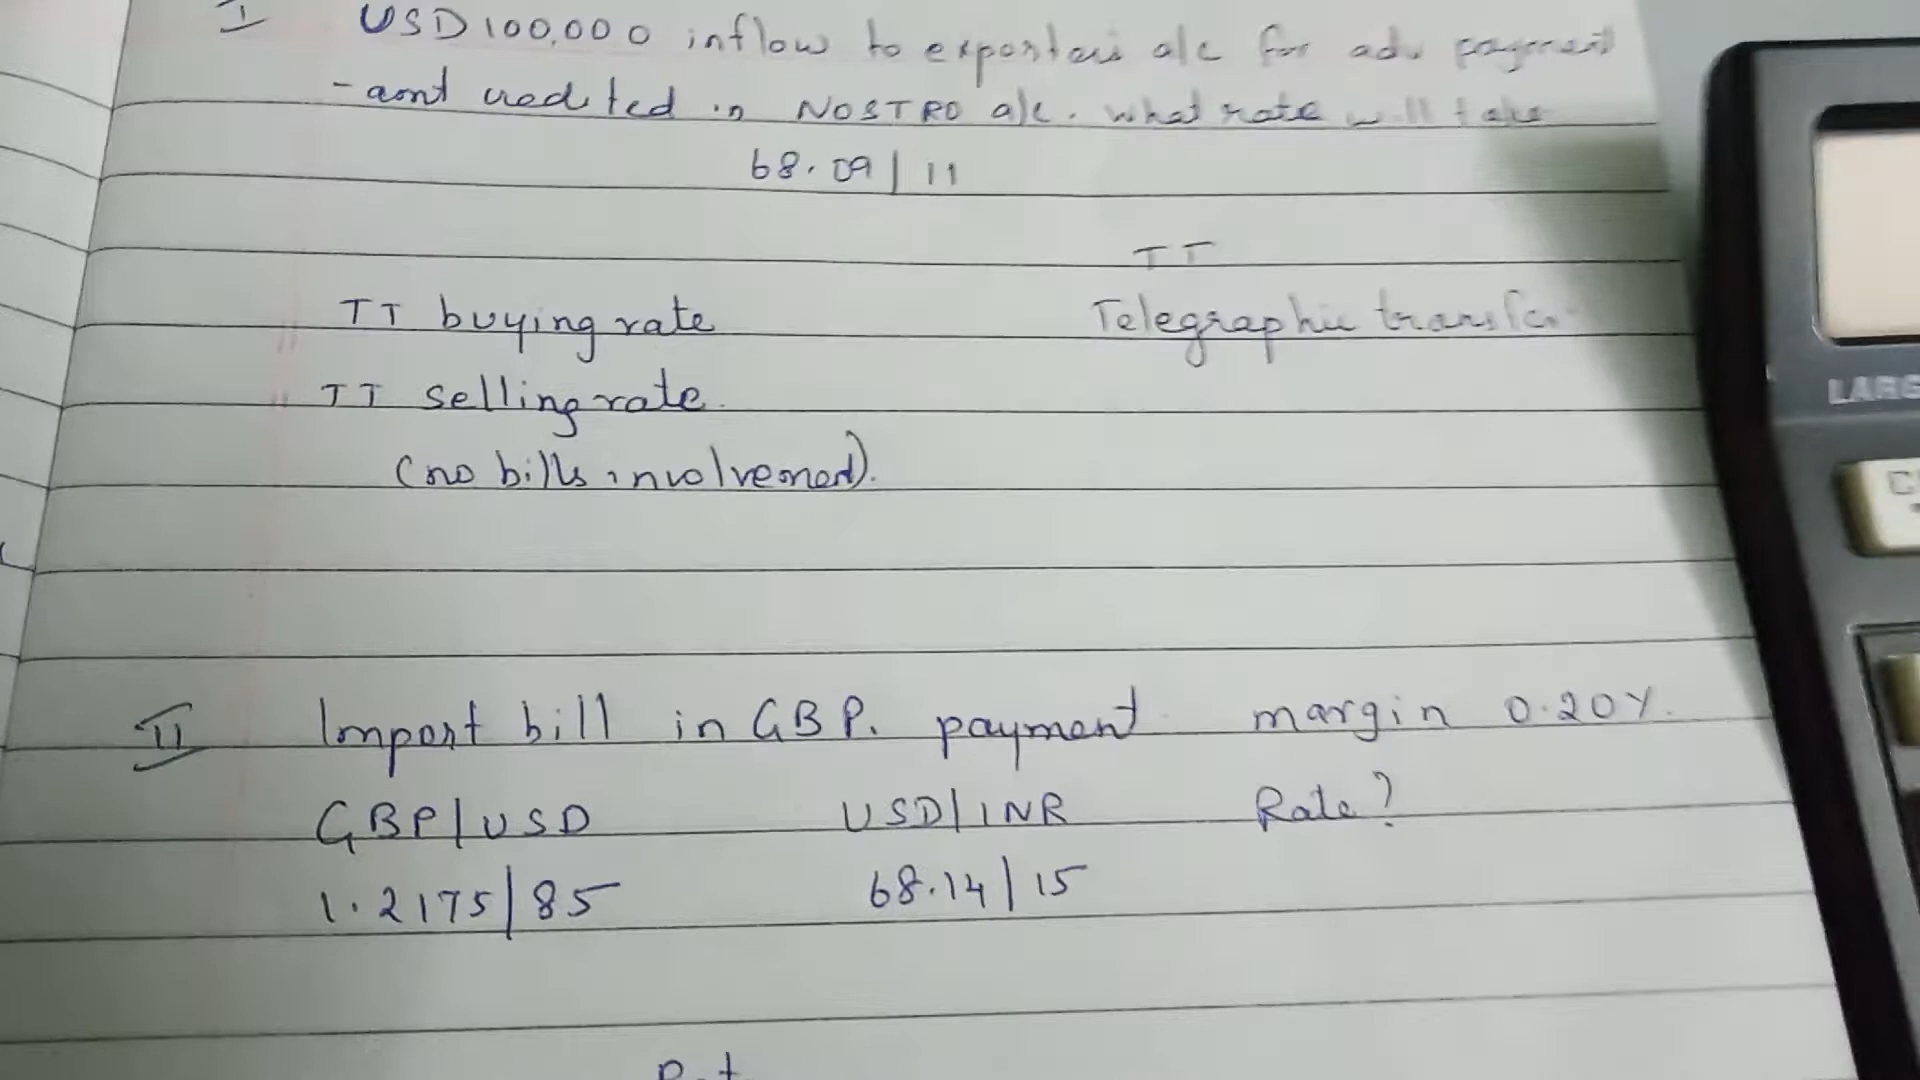 I USD 100,000 inflow to exporters a/c for adv payment
- amt credited in NOSTRO a/c. what rate will take
68.09 | 11
TT
TT buying rate Telegraphic transfer
TT selling rate.
(no bills involvement).
II Import bill in GBP. payment margin 0.20%.
GBP/USD USD/INR Rate?
1.2175/85 68.14/15
LARG